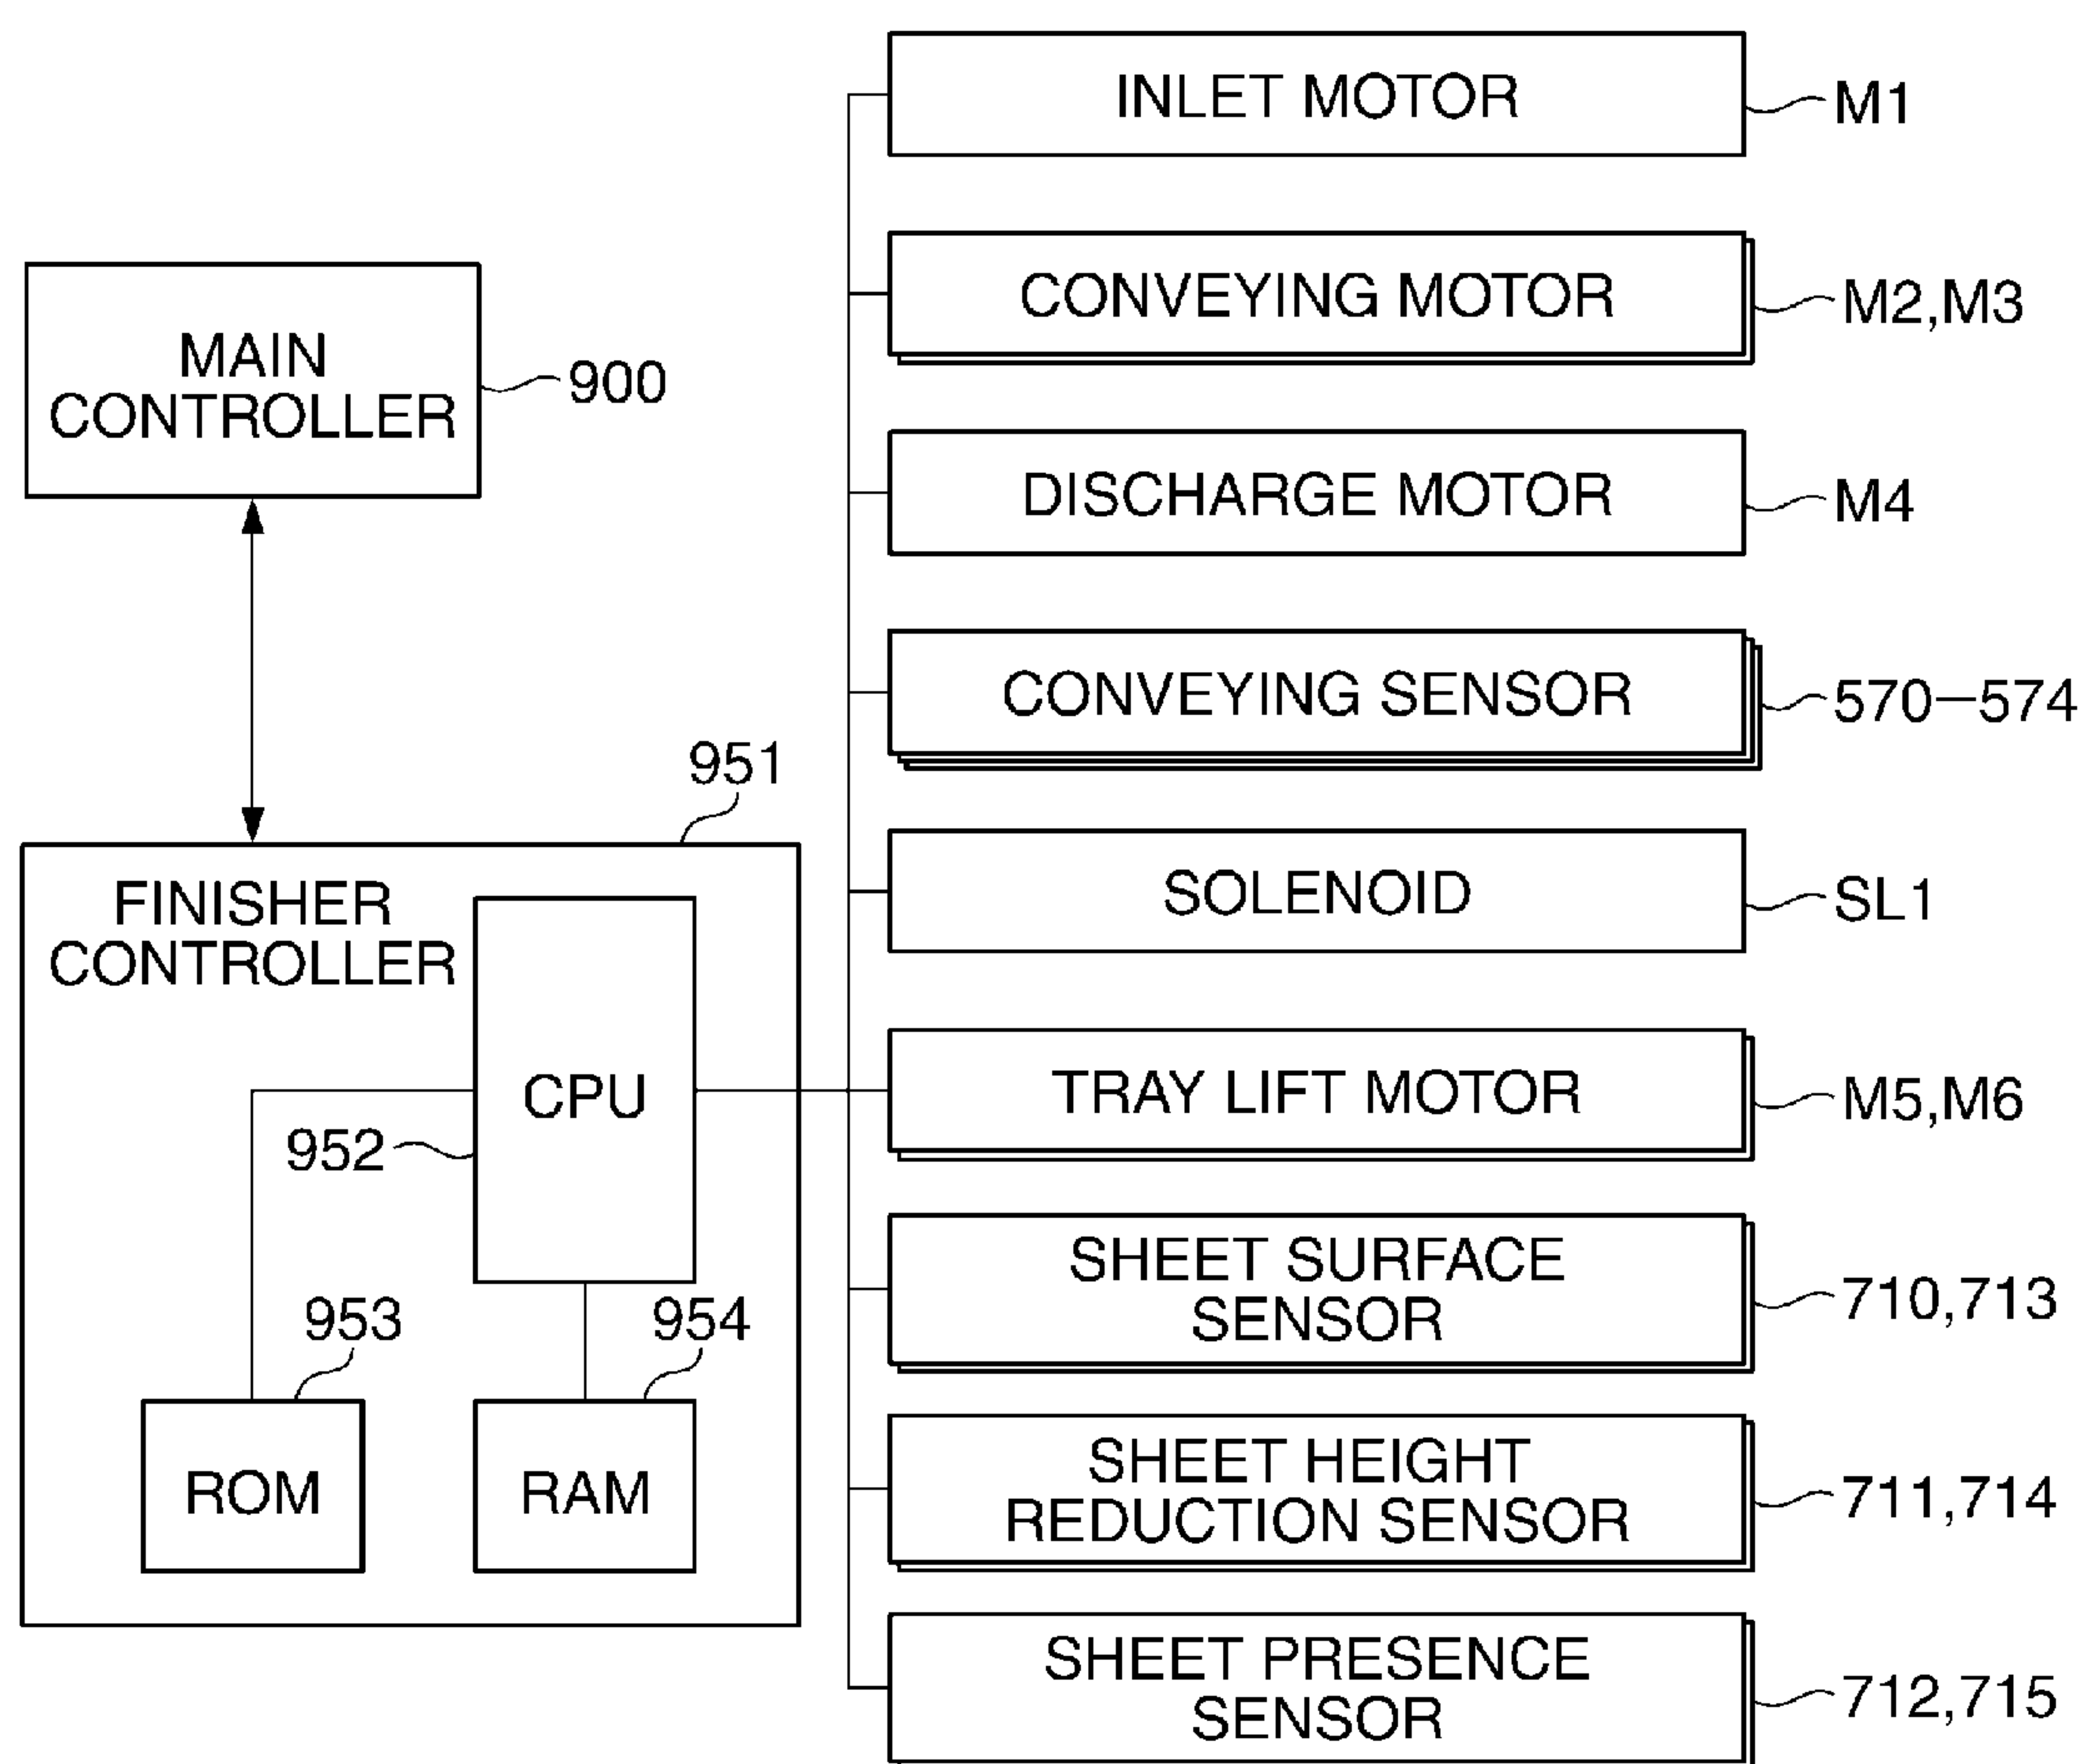 INLET MOTOR
M1
CONVEYING MOTOR
M2,M3
MAIN
CONTROLLER
900
DISCHARGE MOTOR
M4
CONVEYING SENSOR
570—574
951
SOLENOID
SL1
FINISHER
CONTROLLER
CPU
952
TRAY LIFT MOTOR
M5,M6
SHEET SURFACE
SENSOR
710,713
953
954
ROM
RAM
SHEET HEIGHT
REDUCTION SENSOR
711,714
SHEET PRESENCE
SENSOR
712,715